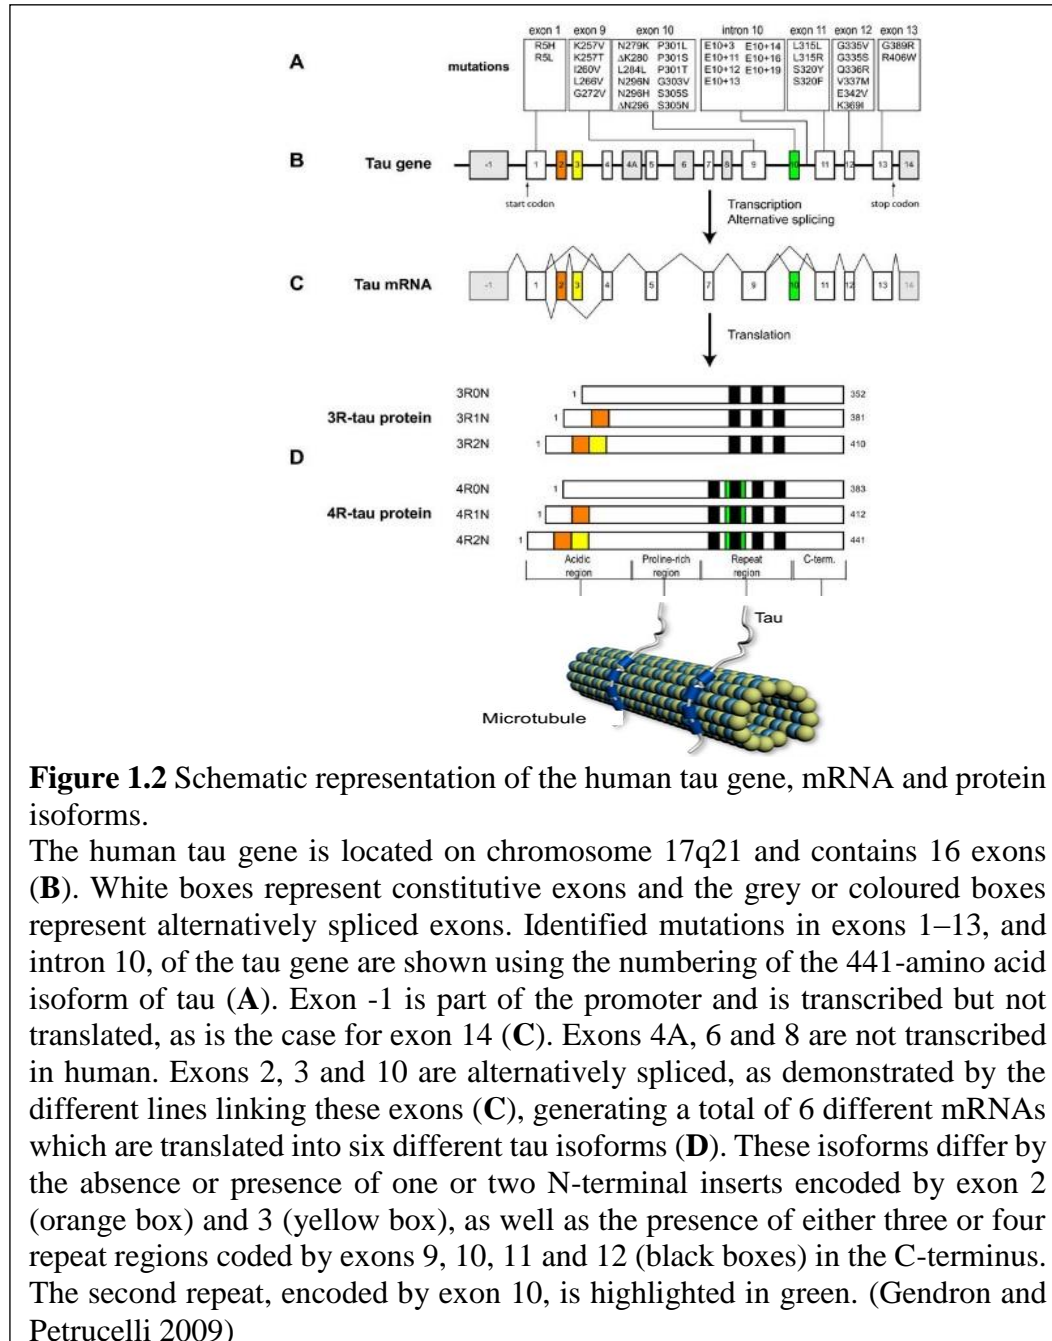 exon 1 exon 9 exon 10 intron 10 exon 11 exon 12 exon 13
A
mutations
R5H
R5L
K257V
K257T
I260V
L266V
G272V
N279K P301L
ΔK280 P301S
L284L P301T
N296N G303V
N296H S305S
ΔN296 S305N
E10+3 E10+14
E10+11 E10+16
E10+12 E10+19
E10+13
L315L
L315R
S320Y
S320F
G335V
G335S
Q336R
V337M
E342V
K369I
G389R
R406W
B Tau gene
-1 1 2 3 4 4A 5 6 7 8 9 10 11 12 13 14
start codon stop codon
Transcription
Alternative splicing
C Tau mRNA
-1 1 2 3 4 5 7 9 10 11 12 13 14
Translation
3R0N 1 352
3R-tau protein 3R1N 1 381
3R2N 1 410
D
4R0N 1 383
4R-tau protein 4R1N 1 412
4R2N 1 441
Acidic region
Proline-rich region
Repeat region
C-term.
Tau
Microtubule
Figure 1.2 Schematic representation of the human tau gene, mRNA and protein
isoforms.
The human tau gene is located on chromosome 17q21 and contains 16 exons
(B). White boxes represent constitutive exons and the grey or coloured boxes
represent alternatively spliced exons. Identified mutations in exons 1–13, and
intron 10, of the tau gene are shown using the numbering of the 441-amino acid
isoform of tau (A). Exon -1 is part of the promoter and is transcribed but not
translated, as is the case for exon 14 (C). Exons 4A, 6 and 8 are not transcribed
in human. Exons 2, 3 and 10 are alternatively spliced, as demonstrated by the
different lines linking these exons (C), generating a total of 6 different mRNAs
which are translated into six different tau isoforms (D). These isoforms differ by
the absence or presence of one or two N-terminal inserts encoded by exon 2
(orange box) and 3 (yellow box), as well as the presence of either three or four
repeat regions coded by exons 9, 10, 11 and 12 (black boxes) in the C-terminus.
The second repeat, encoded by exon 10, is highlighted in green. (Gendron and
Petrucelli 2009)